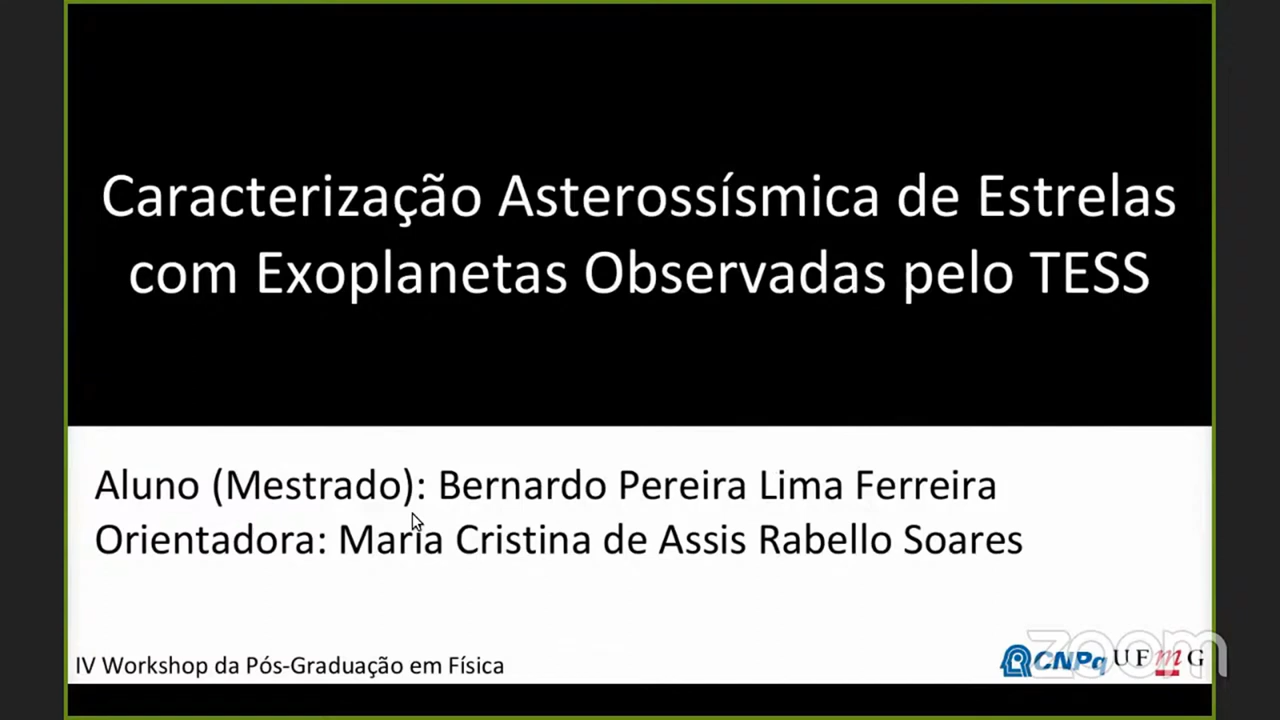 Caracterização Asterossísmica de Estrelas
com Exoplanetas Observadas pelo TESS
Aluno (Mestrado): Bernardo Pereira Lima Ferreira
Orientadora: Maria Cristina de Assis Rabello Soares
IV Workshop da Pós-Graduação em Física
CNPq UFmG
zoom